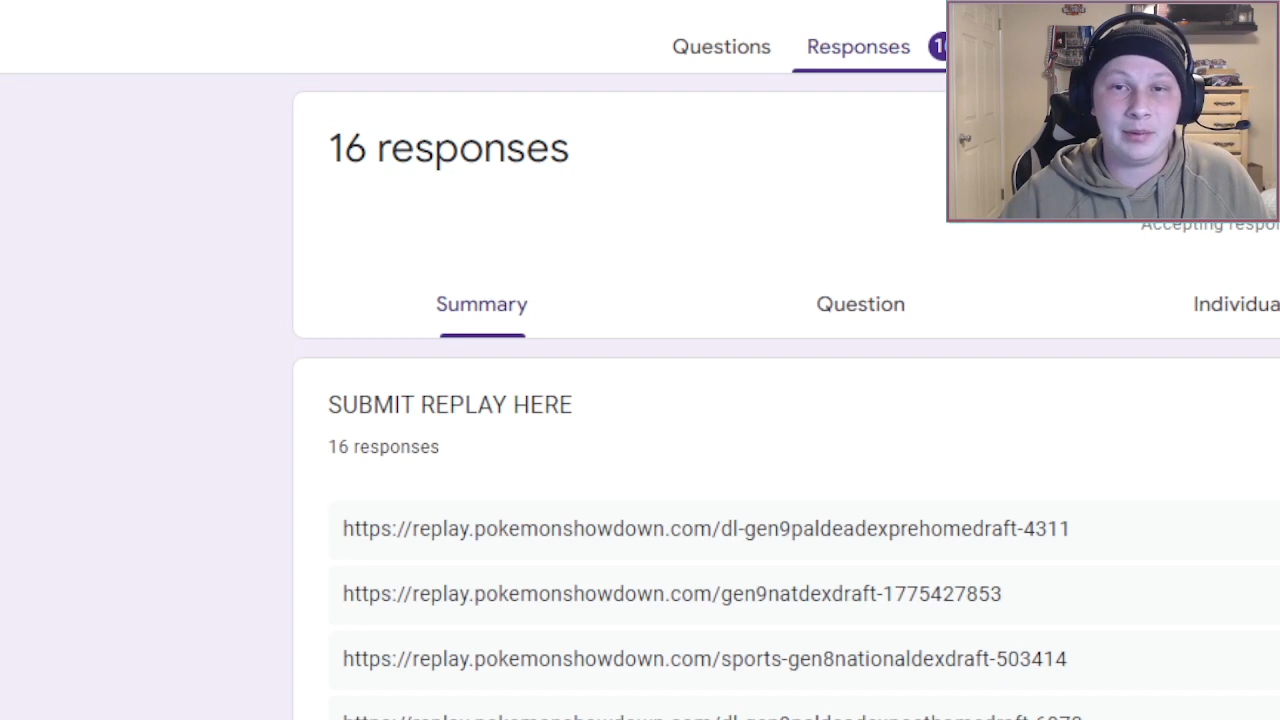 Questions
Responses
16 responses
Accepting
Summary
Question
SUBMIT REPLAY HERE
16 responses
https://replay.pokemonshowdown.com/dl-gen9paldeadexprehomedraft-4311
https://replay.pokemonshowdown.com/gen9natdexdraft-1775427853
https://replay.pokemonshowdown.com/sports-gen8nationaldexdraft-503414